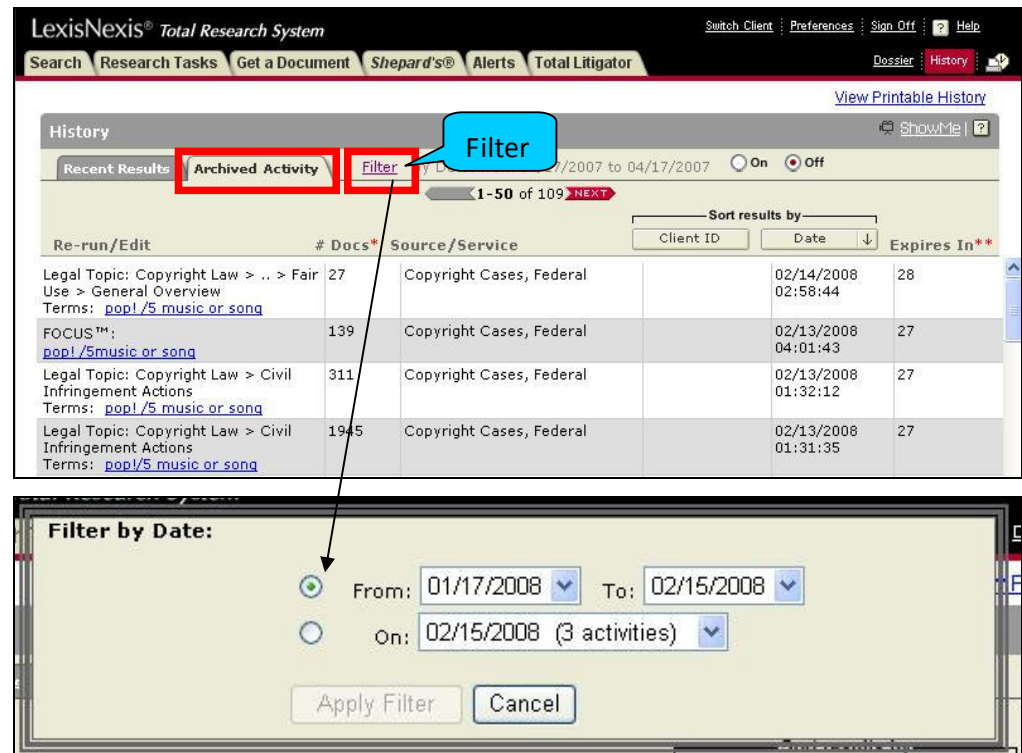 LexisNexis® Total Research System
Switch Client Preferences Sign Off ? Help
Search Research Tasks Get a Document Shepard's® Alerts Total Litigator Dossier History
View Printable History
History ShowMe | ?
Recent Results Archived Activity Filter Filter /2007 to 04/17/2007 On Off
1-50 of 109 NEXT
Sort results by
Re-run/Edit # Docs* Source/Service Client ID Date ↓ Expires In**
Legal Topic: Copyright Law > .. > Fair 27 Copyright Cases, Federal 02/14/2008 28
Use > General Overview 02:58:44
Terms: pop! /5 music or song
FOCUS™: 139 Copyright Cases, Federal 02/13/2008 27
pop! /5music or song 04:01:43
Legal Topic: Copyright Law > Civil 311 Copyright Cases, Federal 02/13/2008 27
Infringement Actions 01:32:12
Terms: pop! /5 music or song
Legal Topic: Copyright Law > Civil 1945 Copyright Cases, Federal 02/13/2008 27
Infringement Actions 01:31:35
Terms: pop!/5 music or song
Filter by Date:
From: 01/17/2008 To: 02/15/2008
On: 02/15/2008 (3 activities)
Apply Filter Cancel